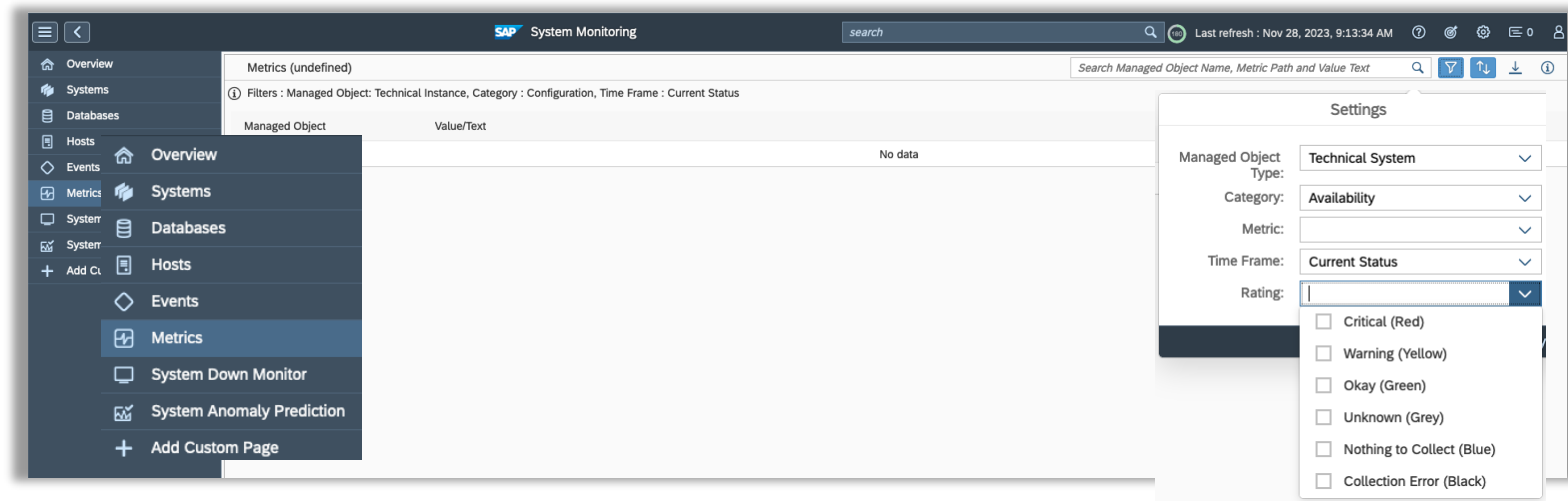 SAP System Monitoring
search
180
Last refresh : Nov 28, 2023, 9:13:34 AM
0
Overview
Systems
Databases
Hosts
Events
Metrics
System
System
Add Cu
Metrics (undefined)
Search Managed Object Name, Metric Path and Value Text
Filters : Managed Object: Technical Instance, Category : Configuration, Time Frame : Current Status
Managed Object Value/Text
No data
Overview
Systems
Databases
Hosts
Events
Metrics
System Down Monitor
System Anomaly Prediction
Add Custom Page
Settings
Managed Object
Type:
Technical System
Category: Availability
Metric:
Time Frame: Current Status
Rating:
Critical (Red)
Warning (Yellow)
Okay (Green)
Unknown (Grey)
Nothing to Collect (Blue)
Collection Error (Black)